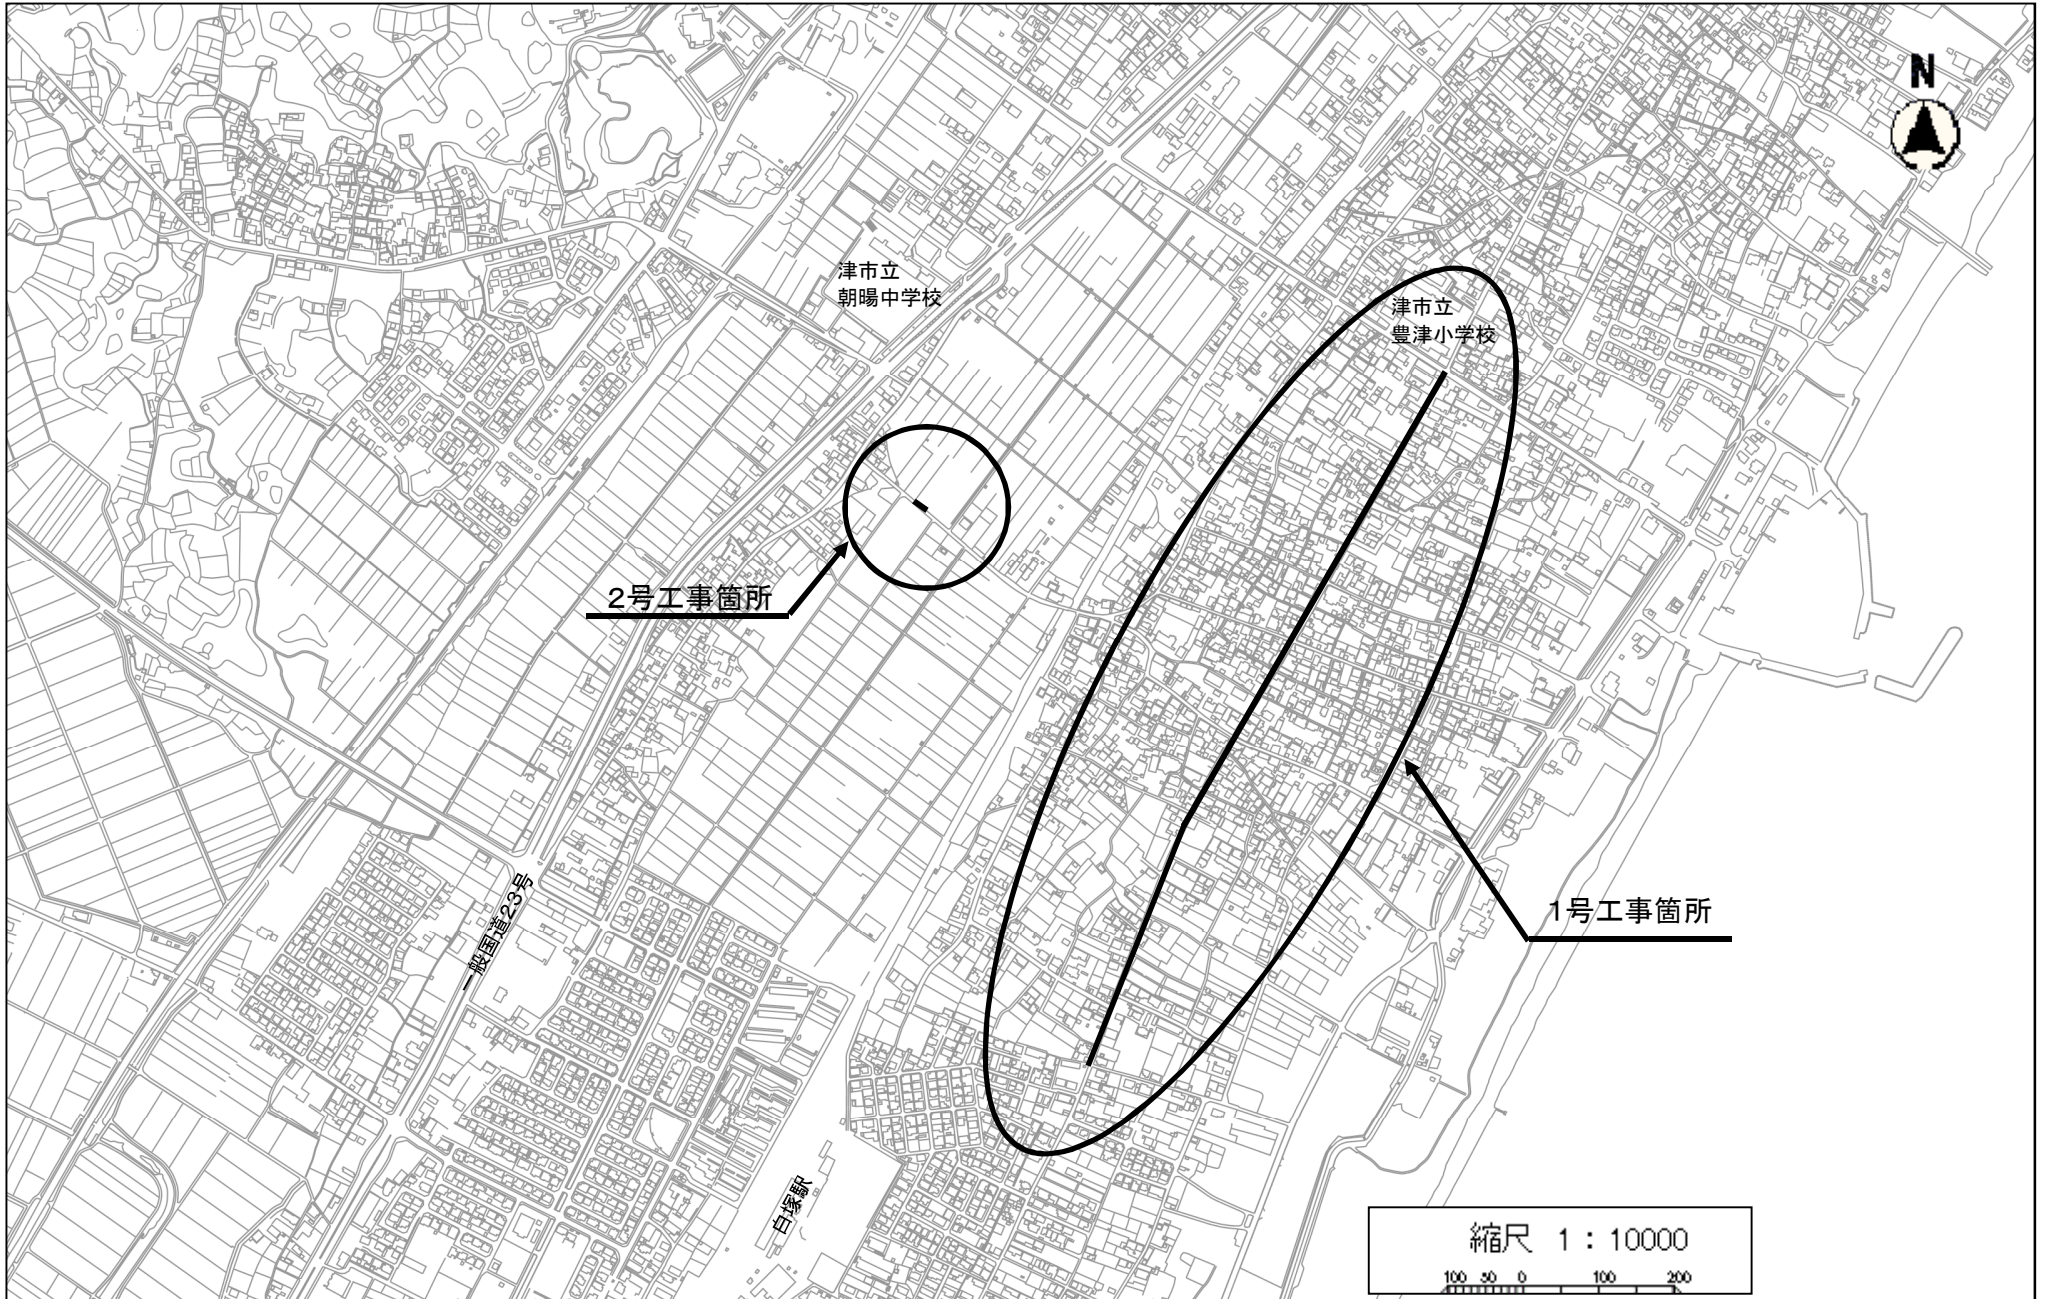 N
津市立
朝陽中学校
津市立
豊津小学校
2号工事箇所
1号工事箇所
一般国道23号
白塚駅
縮尺 1：10000
100 50 0 100 200